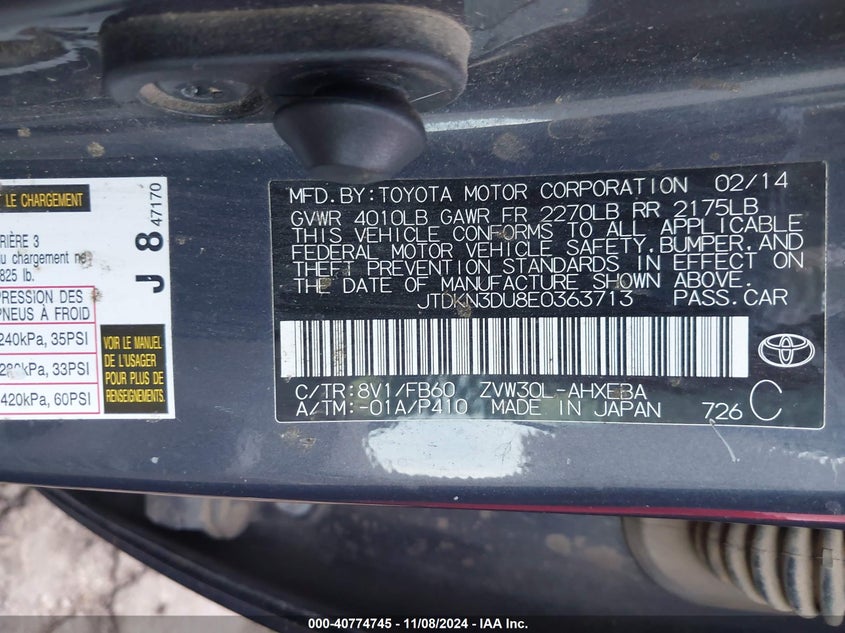 LE CHARGEMENT
RIÈRE 3
u chargement ne
825 lb.
PRESSION DES
PNEUS À FROID
240kPa, 35PSI
kPa, 33PSI
420kPa, 60PSI
J 8 47170
VOIR LE MANUEL
DE L'USAGER
POUR PLUS DE
RENSEIGNEMENTS
MFD.BY:TOYOTA MOTOR CORPORATION 02/14
GVWR 4010LB GAWR FR 2270LB RR 2175LB
THIS VEHICLE CONFORMS TO ALL APPLICABLE
FEDERAL MOTOR VEHICLE SAFETY,BUMPER,AND
THEFT PREVENTION STANDARDS IN EFFECT ON
THE DATE OF MANUFACTURE SHOWN ABOVE.
JTDKN3DU8E0363713 PASS.CAR
C/TR:8V1/FB60 ZVW30L-AHXEBA
A/TM:-01A/P410 MADE IN JAPAN 726 C
000-40774745 - 11/08/2024 - IAA Inc.